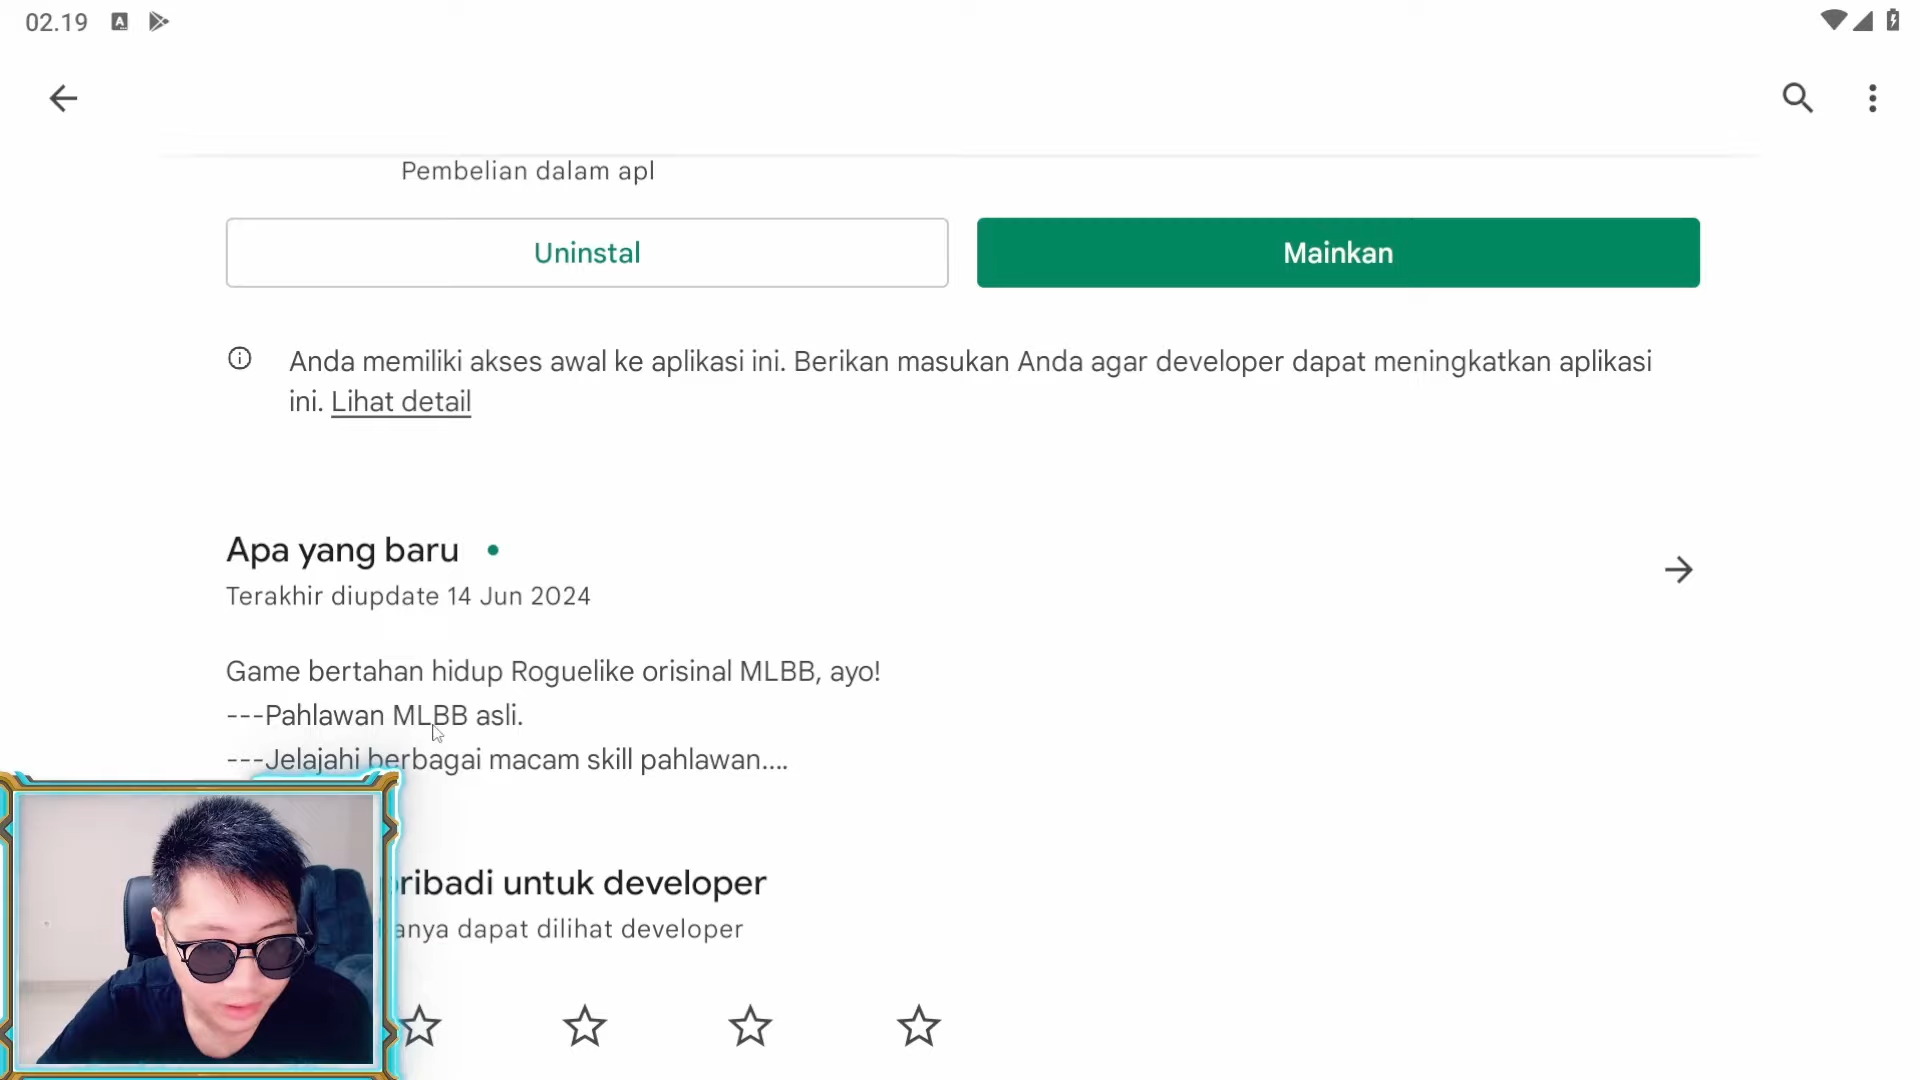 02.19
Pembelian dalam apl
Uninstal
Mainkan
Anda memiliki akses awal ke aplikasi ini. Berikan masukan Anda agar developer dapat meningkatkan aplikasi
ini. Lihat detail
Apa yang baru
Terakhir diupdate 14 Jun 2024
Game bertahan hidup Roguelike orisinal MLBB, ayo!
---Pahlawan MLBB asli.
---Jelajahi berbagai macam skill pahlawan....
untuk developer
dapat dilihat developer